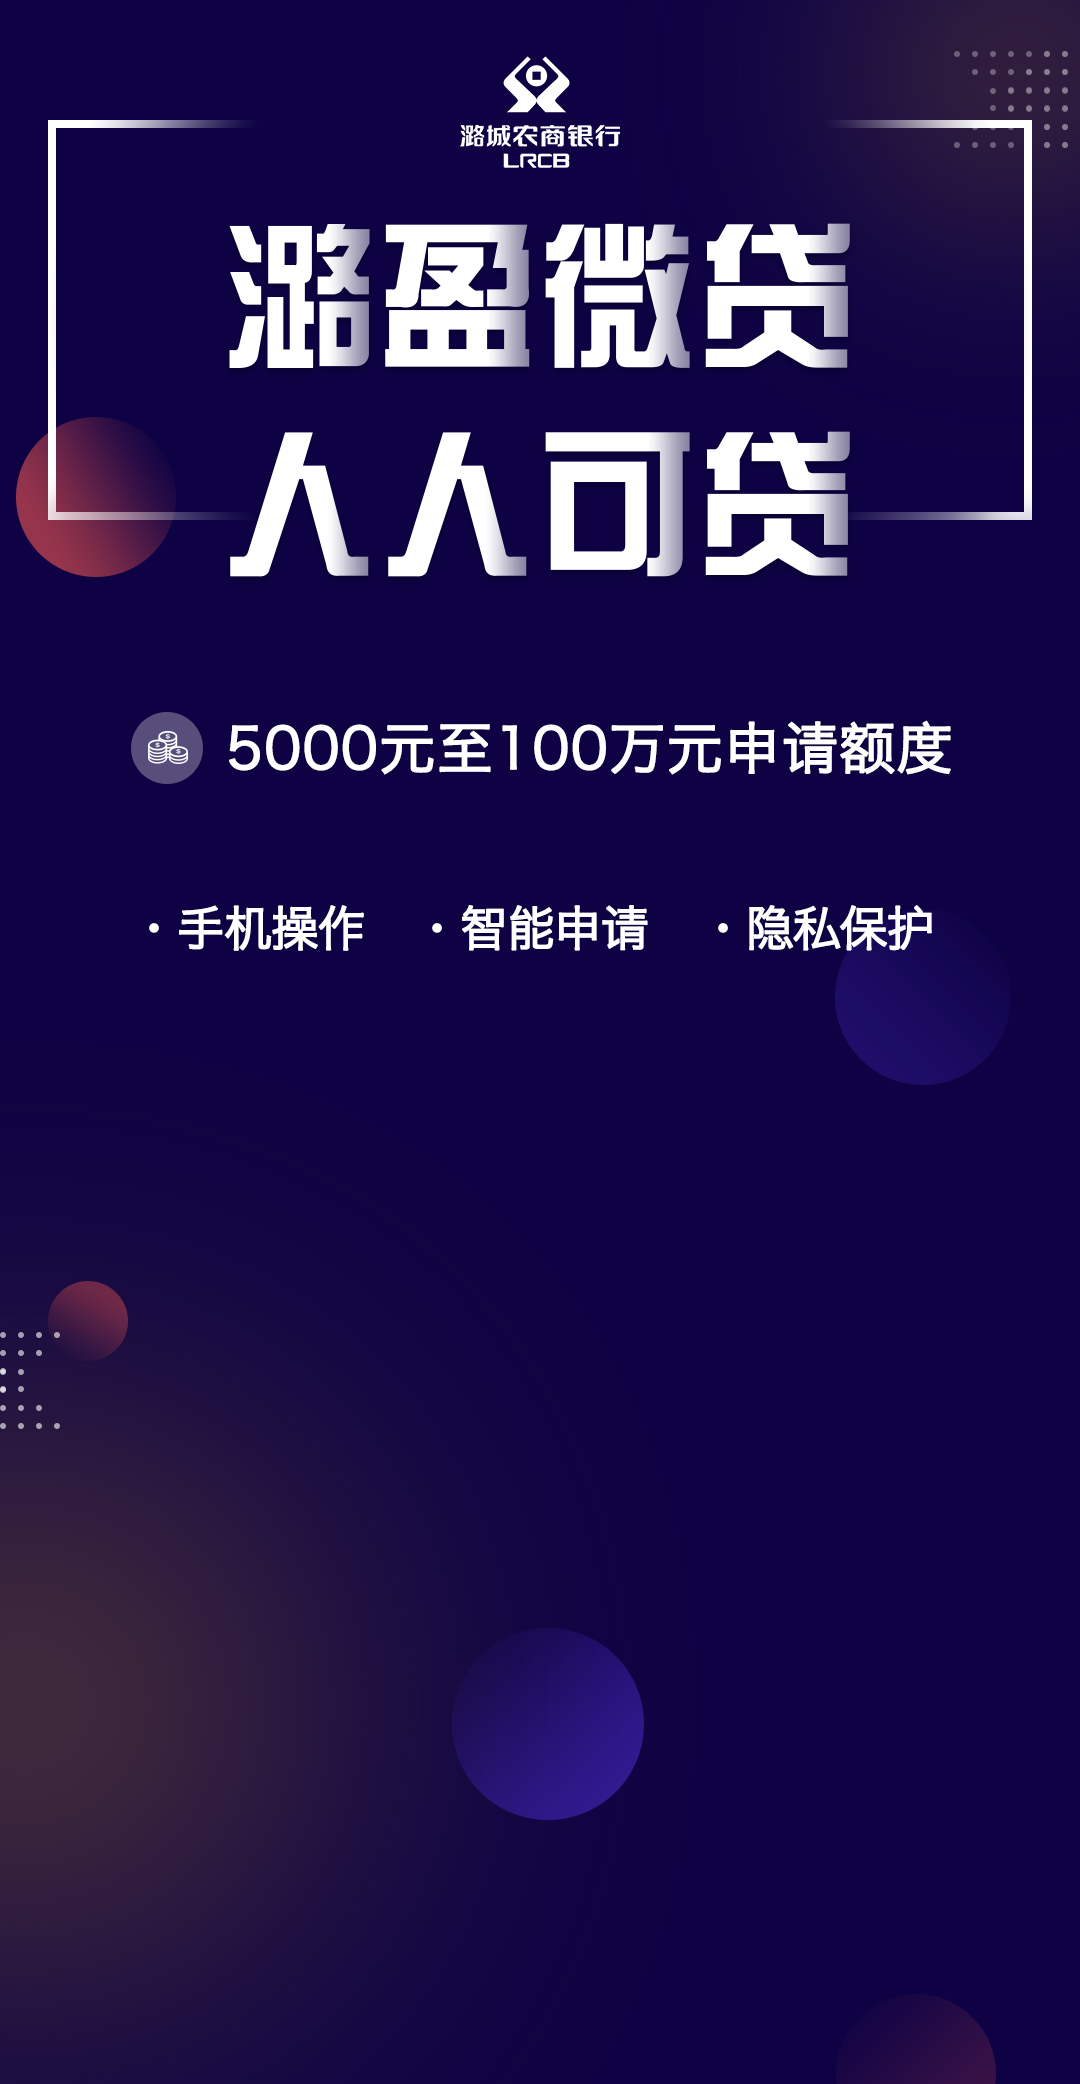 潞城农商银行
LRCB
潞盈微贷
人人可贷
5000元至100万元申请额度
· 手机操作 · 智能申请 · 隐私保护